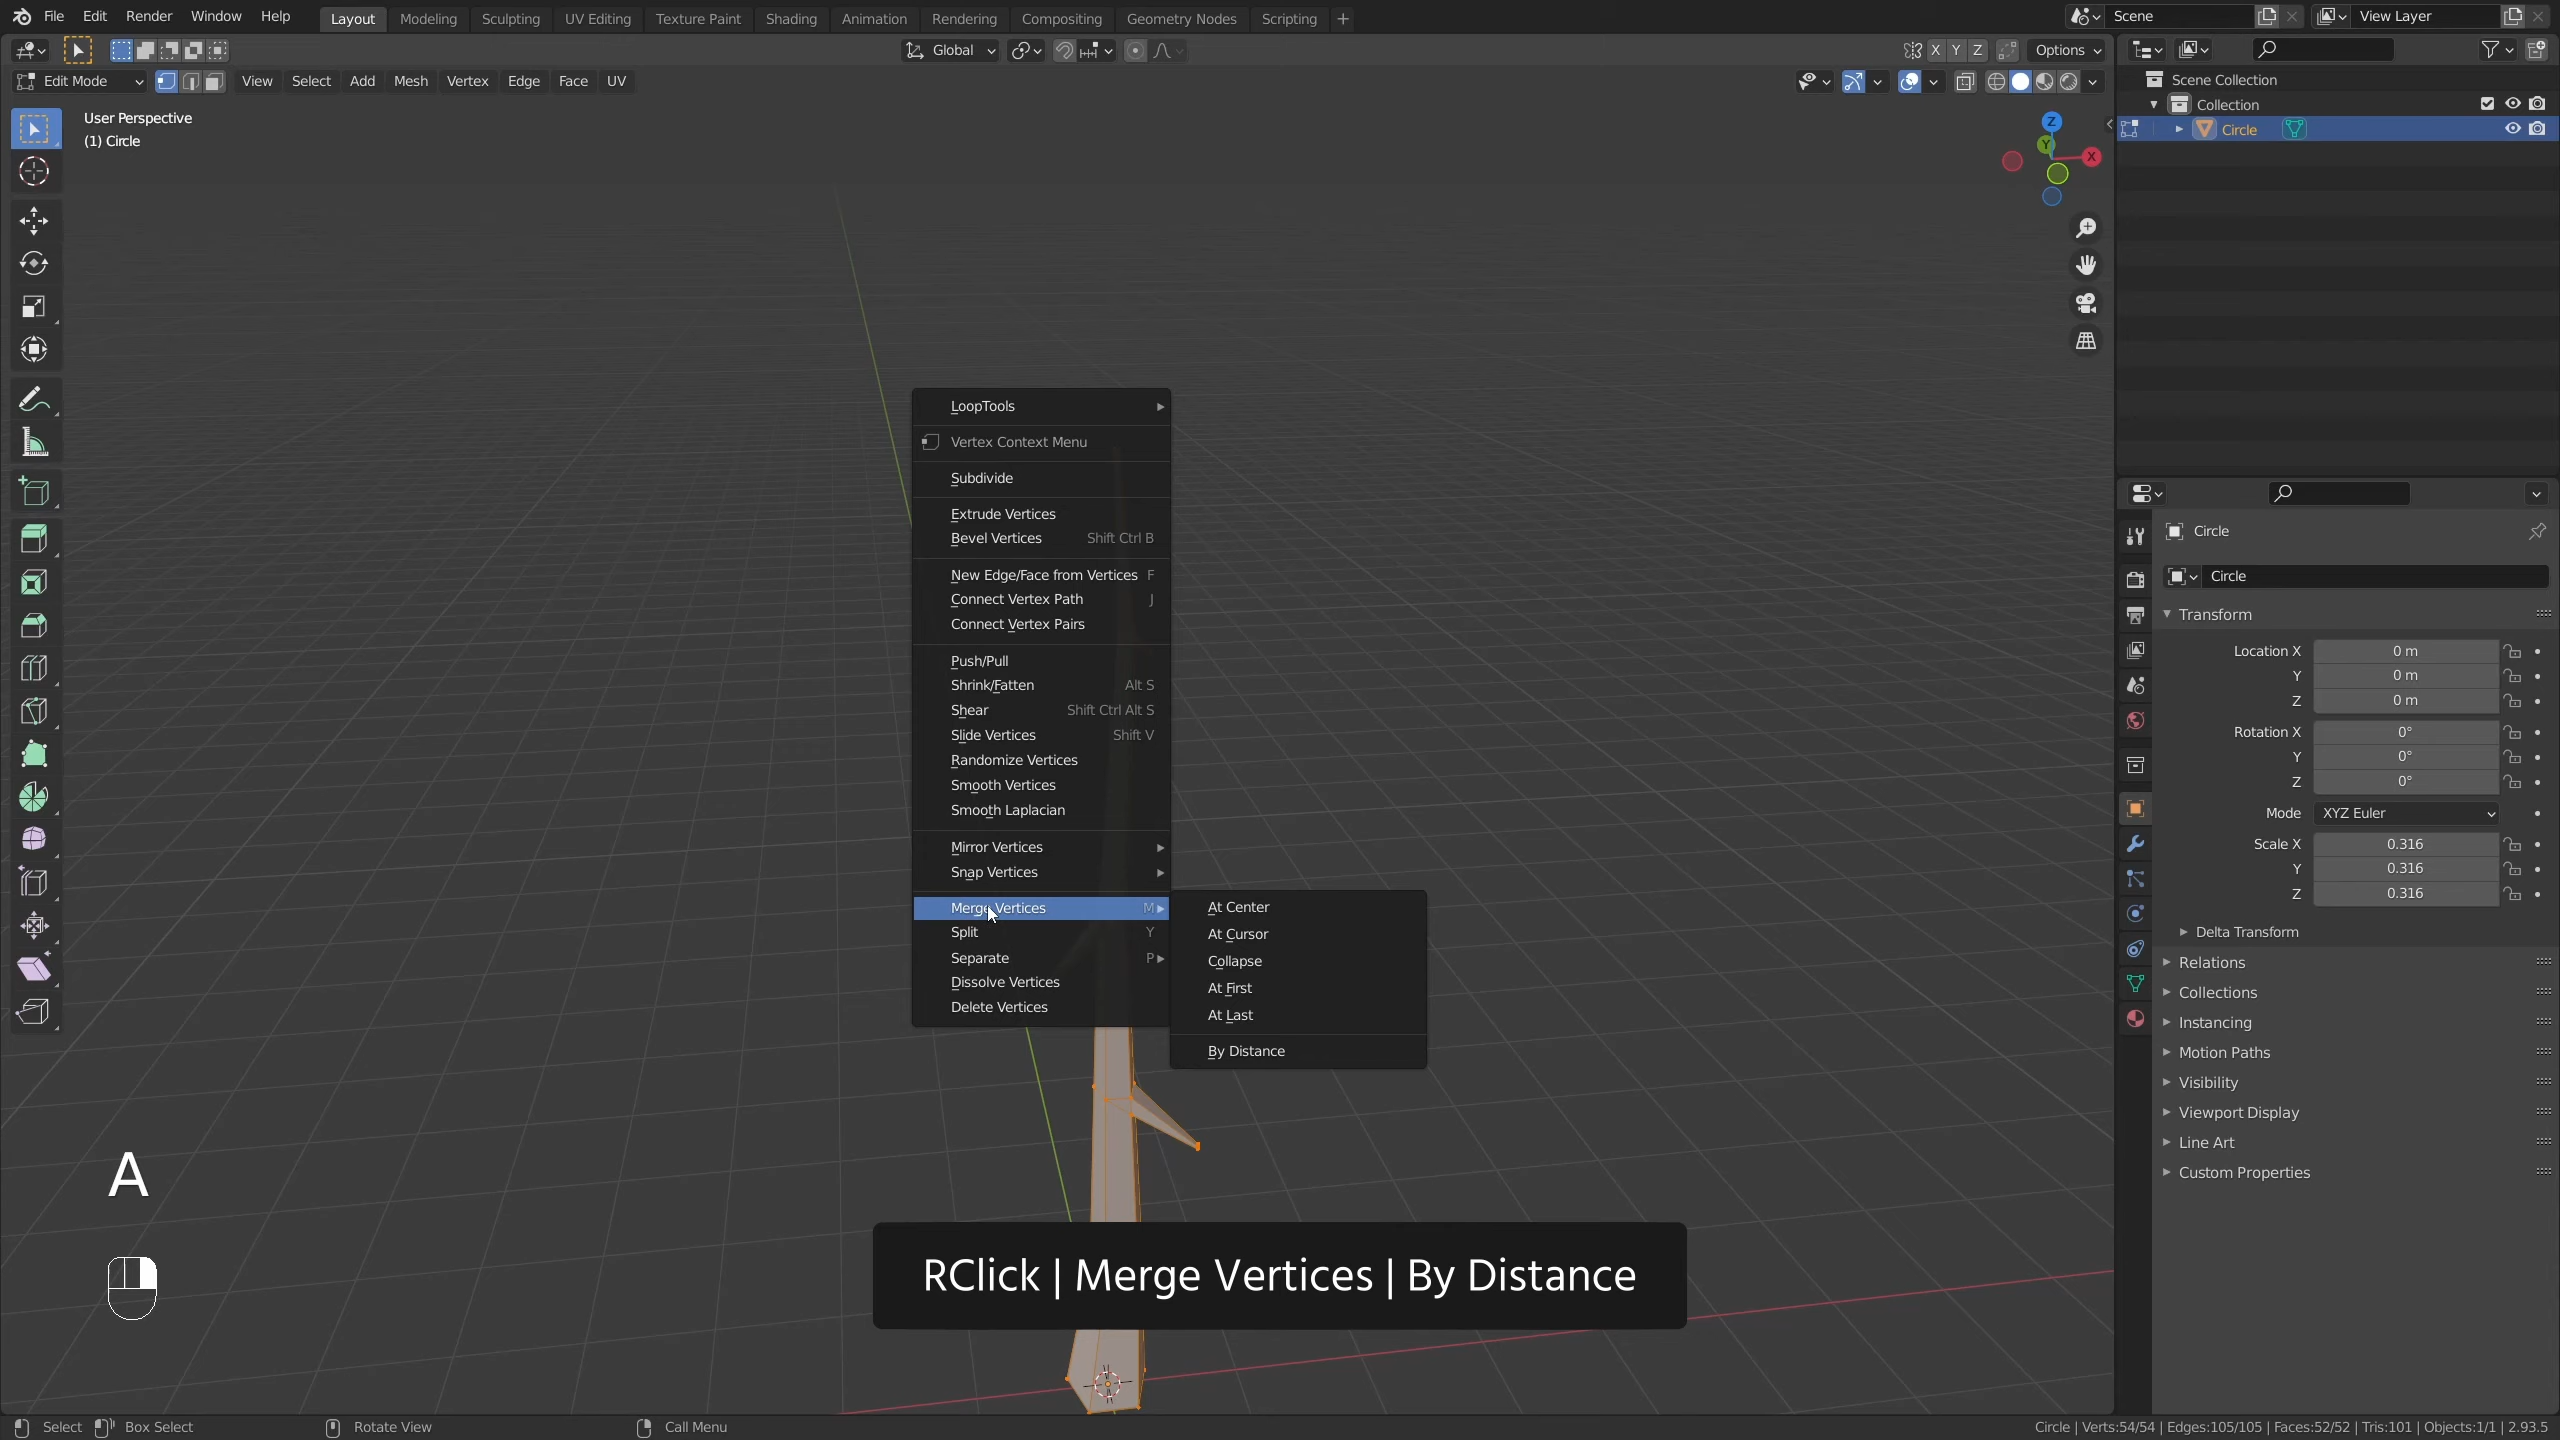 File Edit Render Window Help Layout Modeling Sculpting UV Editing Texture Paint Shading Animation Rendering Compositing Geometry Nodes Scripting + Scene View Layer
Global X Y Z Options
Edit Mode View Select Add Mesh Vertex Edge Face UV
User Perspective
(1) Circle
Z
Y
X
Scene Collection
Collection
Circle
LoopTools
Vertex Context Menu
Subdivide
Extrude Vertices
Bevel Vertices Shift Ctrl B
New Edge/Face from Vertices F
Connect Vertex Path J
Connect Vertex Pairs
Push/Pull
Shrink/Fatten Alt S
Shear Shift Ctrl Alt S
Slide Vertices Shift V
Randomize Vertices
Smooth Vertices
Smooth Laplacian
Mirror Vertices
Snap Vertices
Merge Vertices M
Split Y
Separate P
Dissolve Vertices
Delete Vertices
At Center
At Cursor
Collapse
At First
At Last
By Distance
Circle
Circle
Transform
Location X 0 m
Y 0 m
Z 0 m
Rotation X 0°
Y 0°
Z 0°
Mode XYZ Euler
Scale X 0.316
Y 0.316
Z 0.316
Delta Transform
Relations
Collections
Instancing
Motion Paths
Visibility
Viewport Display
Line Art
Custom Properties
A
RClick | Merge Vertices | By Distance
Select Box Select Rotate View Call Menu Circle | Verts:54/54 | Edges:105/105 | Faces:52/52 | Tris:101 | Objects:1/1 | 2.93.5